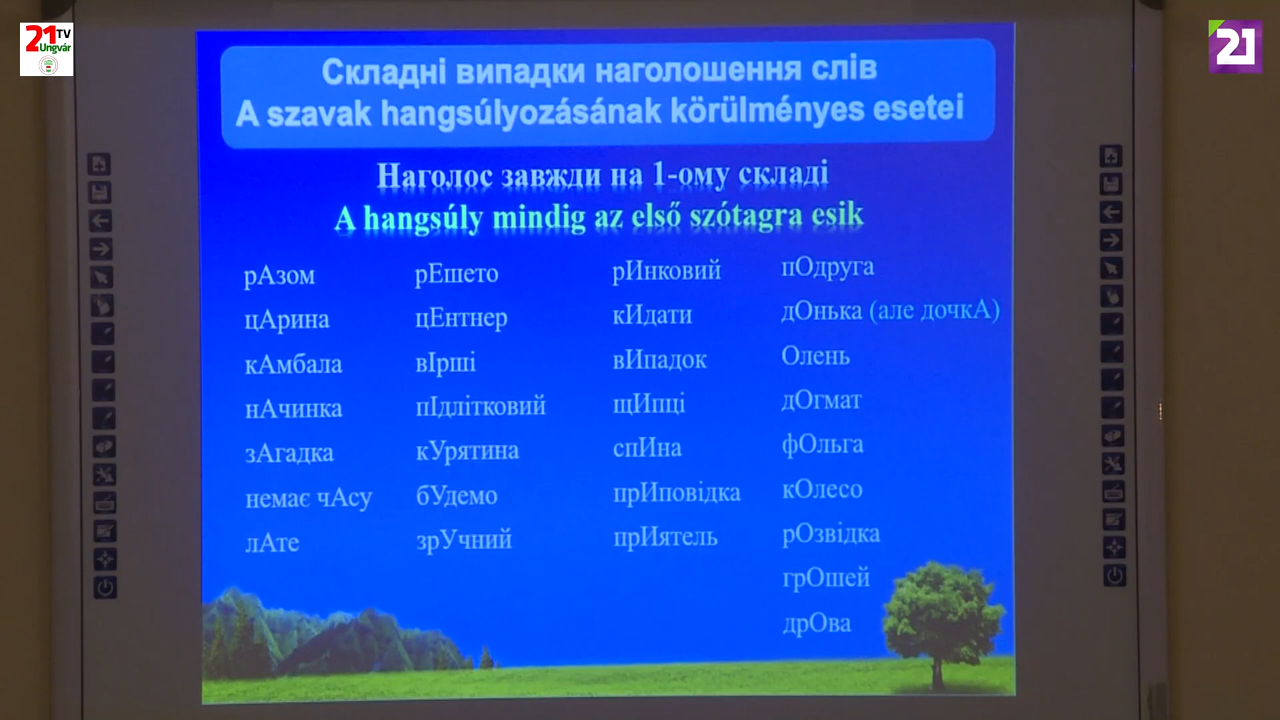 21 TV
Ungvár
21
Складні випадки наголошення слів
A szavak hangsúlyozásának körülményes esetei
Наголос завжди на 1-ому складі
A hangsúly mindig az első szótagra esik
рАзом
цАрина
кАмбала
нАчинка
зАгадка
немає чАсу
лАте
рЕшето
цЕнтнер
вІрші
пІдлітковий
кУрятина
бУдемо
зрУчний
рИнковий
кИдати
вИпадок
щИпці
спИна
прИповідка
прИятель
пОдруга
дОнька (але дочкА)
Олень
дОгмат
фОльга
кОлесо
рОзвідка
грОшей
дрОва